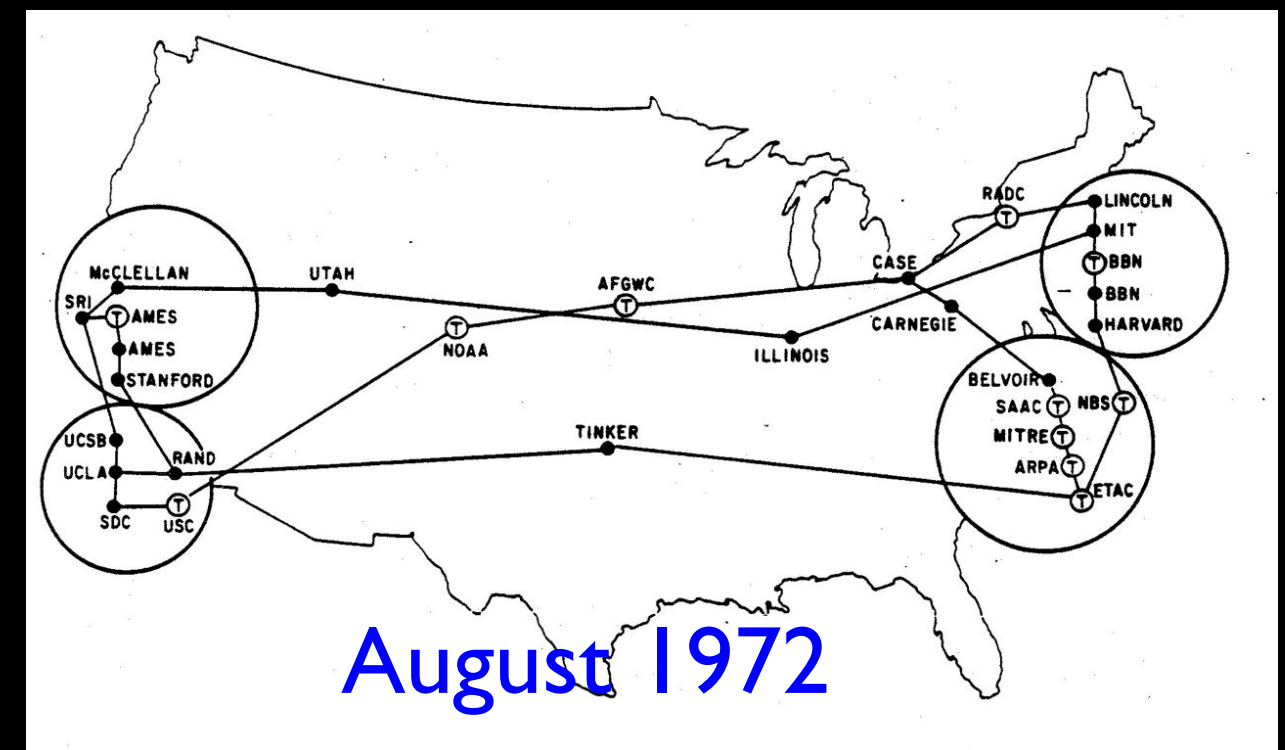 RADC
LINCOLN
MIT
T
T
BBN
CASE
McCLELLAN
UTAH
AFGWC
BBN
SRI
T
AMES
T
CARNEGIE
HARVARD
T
NOAA
AMES
ILLINOIS
STANFORD
BELVOIR
SAAC
T
NBS
T
UCSB
TINKER
MITRE
T
UCLA
RAND
ARPA
T
T
ETAC
SDC
T
USC
August 1972